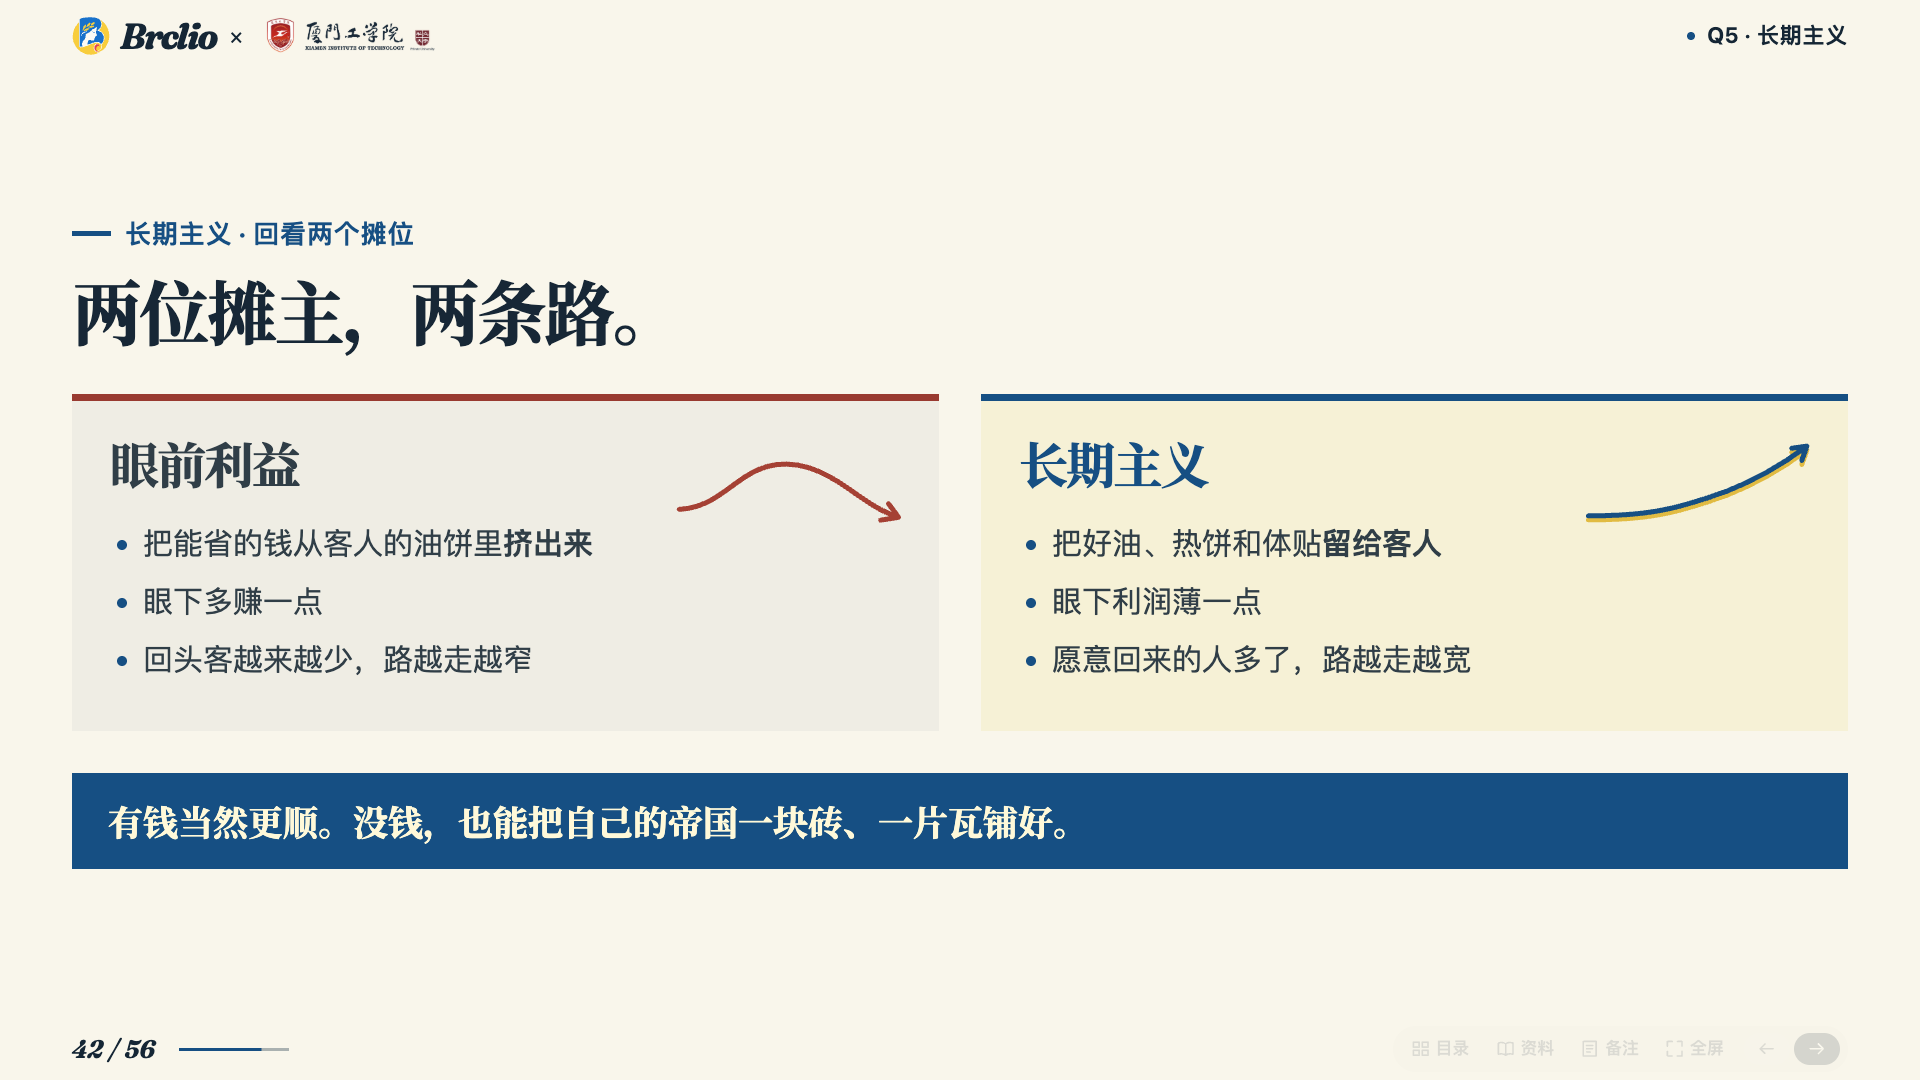 Brclio × 厦門工学院
XIAMEN INSTITUTE OF TECHNOLOGY
Q5 · 长期主义
长期主义 · 回看两个摊位
两位摊主，两条路。
眼前利益
把能省的钱从客人的油饼里挤出来
眼下多赚一点
回头客越来越少，路越走越窄
长期主义
把好油、热饼和体贴留给客人
眼下利润薄一点
愿意回来的人多了，路越走越宽
有钱当然更顺。没钱，也能把自己的帝国一块砖、一片瓦铺好。
42 / 56
目录 资料 备注 全屏